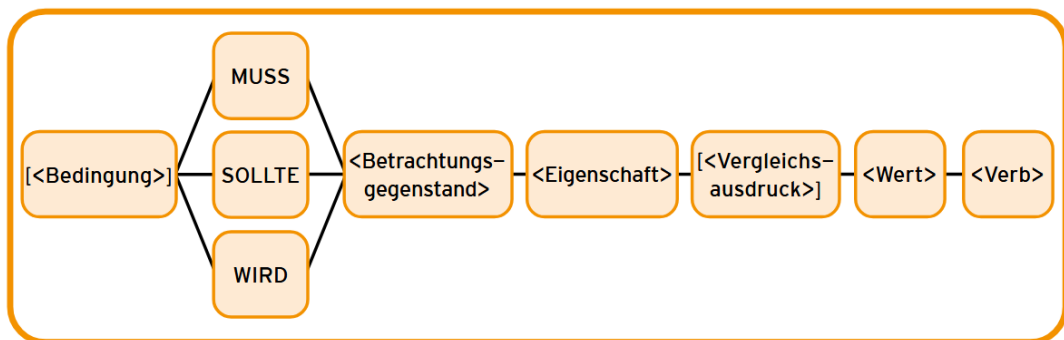 [<Bedingung>]
MUSS
SOLLTE
WIRD
<Betrachtungs-
gegenstand>
<Eigenschaft>
[<Vergleichs-
ausdruck>]
<Wert>
<Verb>